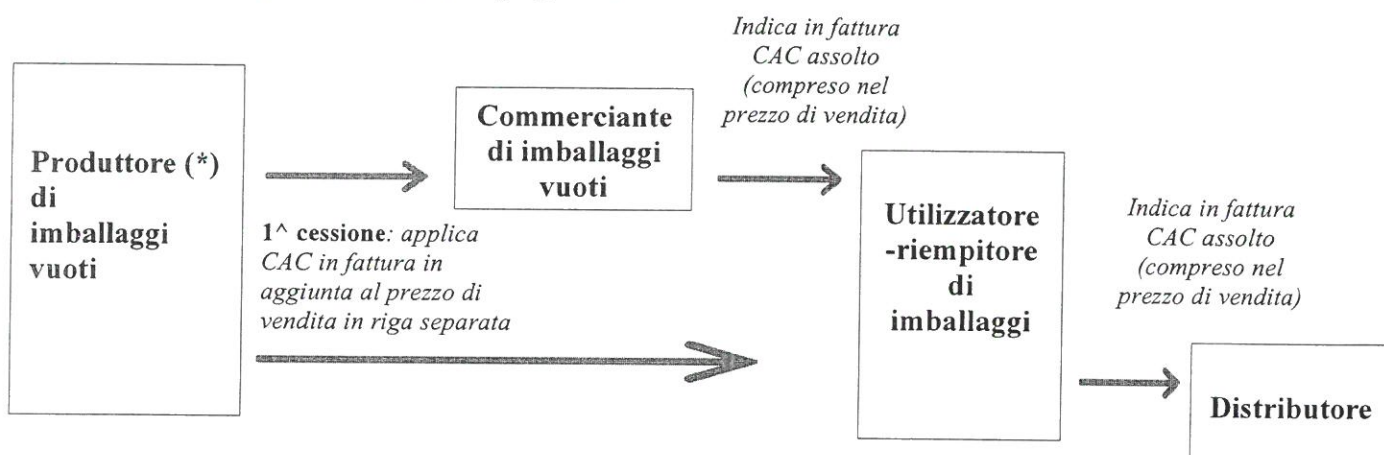 Indica in fattura
CAC assolto
(compreso nel
prezzo di vendita)
Produttore (*)
di
imballaggi
vuoti
Commerciante
di imballaggi
vuoti
1^ cessione: applica
CAC in fattura in
aggiunta al prezzo di
vendita in riga separata
Utilizzatore
-riempitore
di
imballaggi
Indica in fattura
CAC assolto
(compreso nel
prezzo di vendita)
Distributore